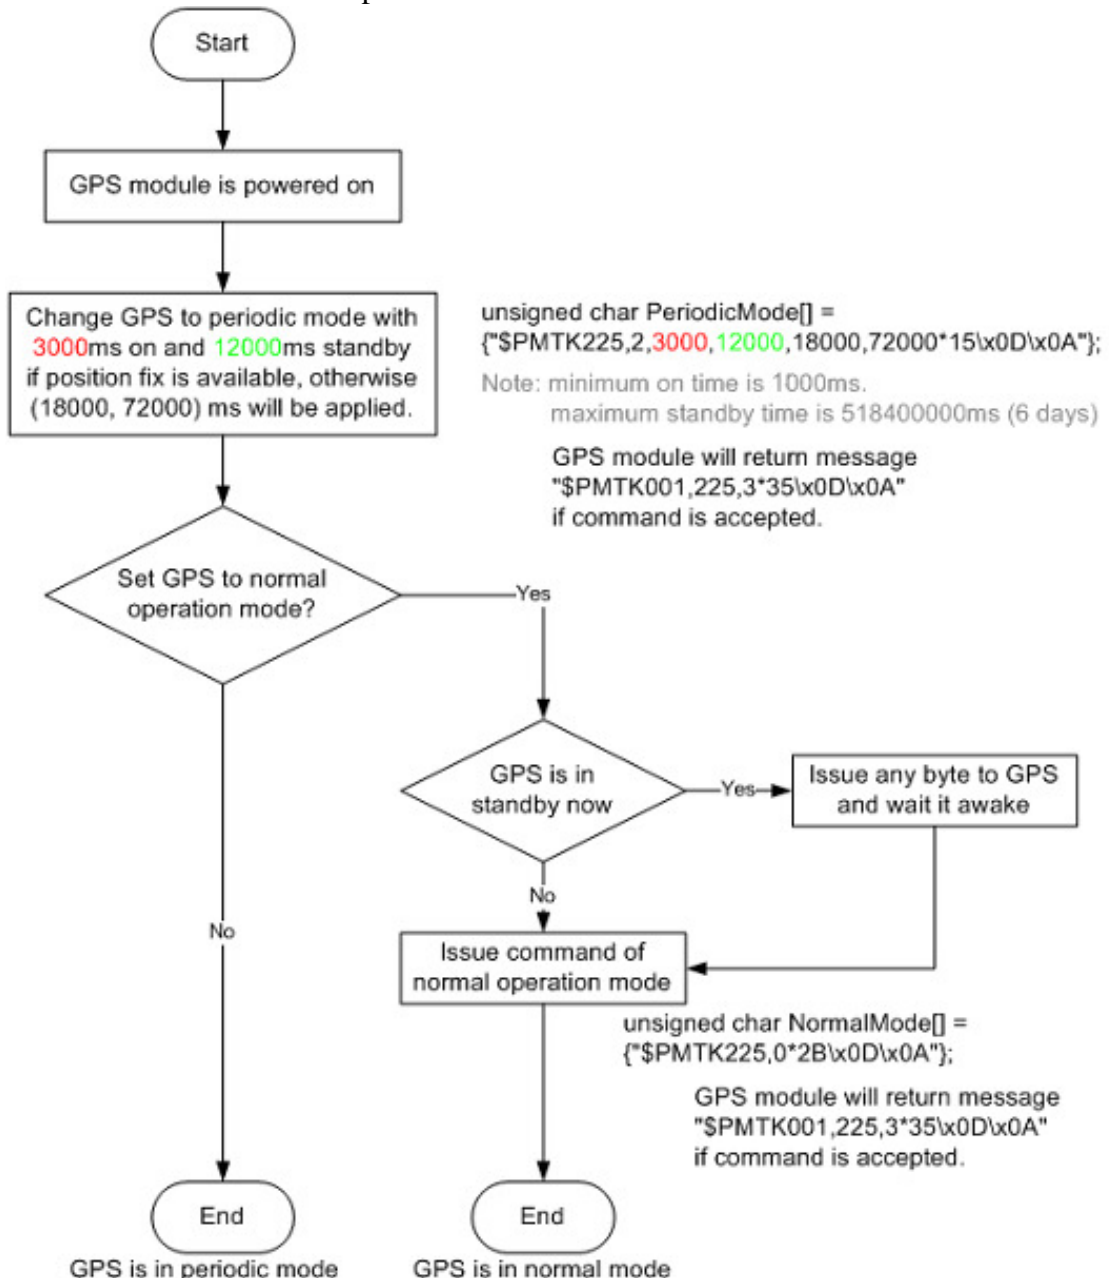 Start
GPS module is powered on
Change GPS to periodic mode with
3000ms on and 12000ms standby
if position fix is available, otherwise
(18000, 72000) ms will be applied.
unsigned char PeriodicMode[] =
{"$PMTK225,2,3000,12000,18000,72000*15\x0D\x0A"};
Note: minimum on time is 1000ms.
maximum standby time is 518400000ms (6 days)
GPS module will return message
"$PMTK001,225,3*35\x0D\x0A"
if command is accepted.
Set GPS to normal
operation mode?
Yes
GPS is in
standby now
Yes
Issue any byte to GPS
and wait it awake
No
No
Issue command of
normal operation mode
unsigned char NormalMode[] =
{"$PMTK225,0*2B\x0D\x0A"};
GPS module will return message
"$PMTK001,225,3*35\x0D\x0A"
if command is accepted.
End
GPS is in periodic mode
End
GPS is in normal mode